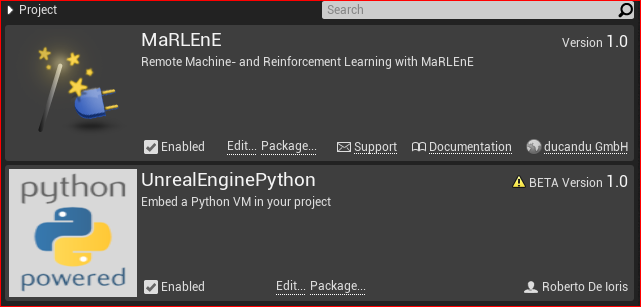 Project
Search
MaRLEnE
Version 1.0
Remote Machine- and Reinforcement Learning with MaRLEnE
Enabled Edit... Package... Support Documentation ducandu GmbH
python
powered
UnrealEnginePython
BETA Version 1.0
Embed a Python VM in your project
Enabled Edit... Package... Roberto De Ioris